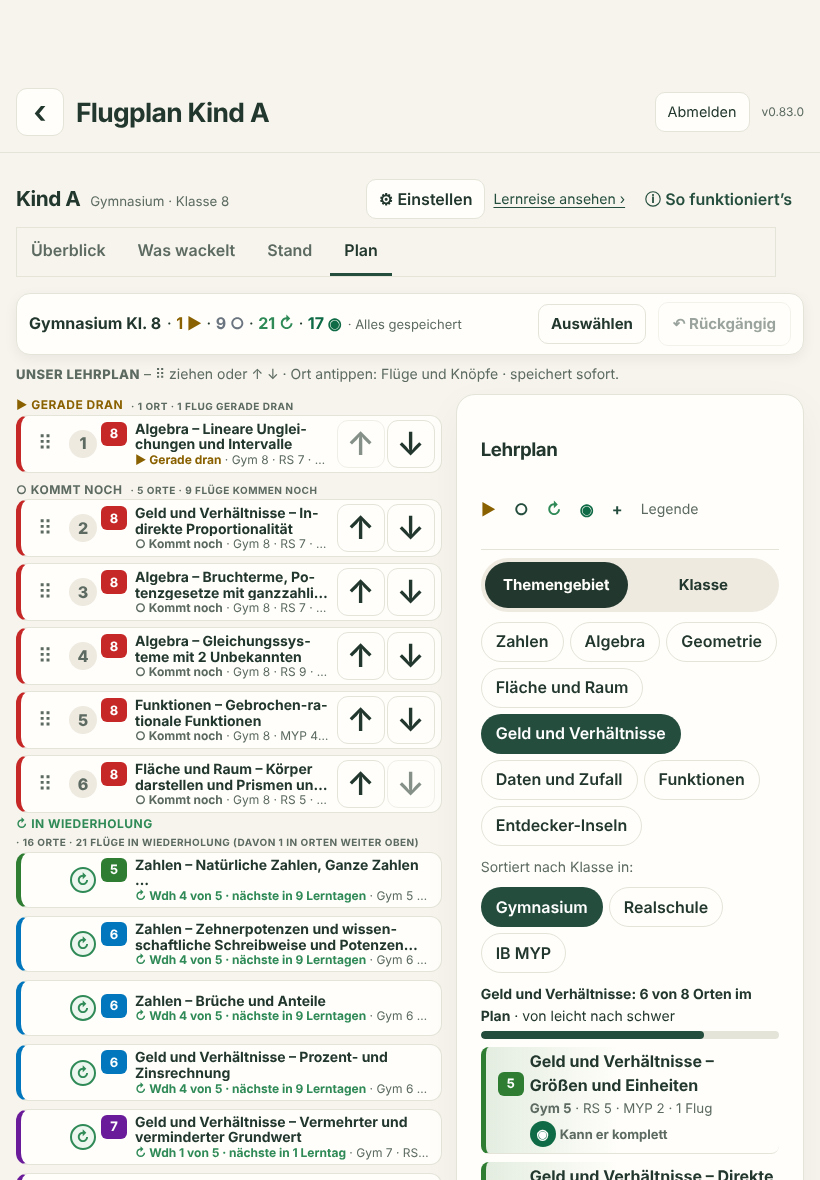 ‹ Flugplan Kind A
Abmelden v0.83.0
Kind A Gymnasium · Klasse 8
⚙ Einstellen Lernreise ansehen › ⓘ So funktioniert’s
Überblick Was wackelt Stand Plan
Gymnasium Kl. 8 · 1 ▶ · 9 ○ · 21 ↻ · 17 ◉ · Alles gespeichert
Auswählen ↶ Rückgängig
UNSER LEHRPLAN – ⠿ ziehen oder ↑ ↓ · Ort antippen: Flüge und Knöpfe · speichert sofort.
▶ GERADE DRAN · 1 ORT · 1 FLUG GERADE DRAN
⠿ 1 8 Algebra – Lineare Unglei-
chungen und Intervalle
▶ Gerade dran · Gym 8 · RS 7 · ...
↑ ↓
○ KOMMT NOCH · 5 ORTE · 9 FLÜGE KOMMEN NOCH
⠿ 2 8 Geld und Verhältnisse – In-
direkte Proportionalität
○ Kommt noch · Gym 8 · RS 7 · ...
↑ ↓
⠿ 3 8 Algebra – Bruchterme, Po-
tenzgesetze mit ganzzahli...
○ Kommt noch · Gym 8 · RS 7 · ...
↑ ↓
⠿ 4 8 Algebra – Gleichungssys-
teme mit 2 Unbekannten
○ Kommt noch · Gym 8 · RS 9 · ...
↑ ↓
⠿ 5 8 Funktionen – Gebrochen-ra-
tionale Funktionen
○ Kommt noch · Gym 8 · MYP 4...
↑ ↓
⠿ 6 8 Fläche und Raum – Körper
darstellen und Prismen un...
○ Kommt noch · Gym 8 · RS 5 · ...
↑ ↓
↻ IN WIEDERHOLUNG
· 16 ORTE · 21 FLÜGE IN WIEDERHOLUNG (DAVON 1 IN ORTEN WEITER OBEN)
↻ 5 Zahlen – Natürliche Zahlen, Ganze Zahlen
...
↻ Wdh 4 von 5 · nächste in 9 Lerntagen · Gym 5 ...
↻ 6 Zahlen – Zehnerpotenzen und wissen-
schaftliche Schreibweise und Potenzen...
↻ Wdh 4 von 5 · nächste in 9 Lerntagen · Gym 6 ...
↻ 6 Zahlen – Brüche und Anteile
↻ Wdh 4 von 5 · nächste in 9 Lerntagen · Gym 6 ...
↻ 6 Geld und Verhältnisse – Prozent- und
Zinsrechnung
↻ Wdh 4 von 5 · nächste in 9 Lerntagen · Gym 6 ...
↻ 7 Geld und Verhältnisse – Vermehrter und
verminderter Grundwert
↻ Wdh 1 von 5 · nächste in 1 Lerntag · Gym 7 · RS...
Lehrplan
▶ ○ ↻ ◉ + Legende
Themengebiet Klasse
Zahlen Algebra Geometrie
Fläche und Raum
Geld und Verhältnisse
Daten und Zufall Funktionen
Entdecker-Inseln
Sortiert nach Klasse in:
Gymnasium Realschule
IB MYP
Geld und Verhältnisse: 6 von 8 Orten im
Plan · von leicht nach schwer
5 Geld und Verhältnisse –
Größen und Einheiten
Gym 5 · RS 5 · MYP 2 · 1 Flug
◉ Kann er komplett
Geld und Verhältnisse – Direkte